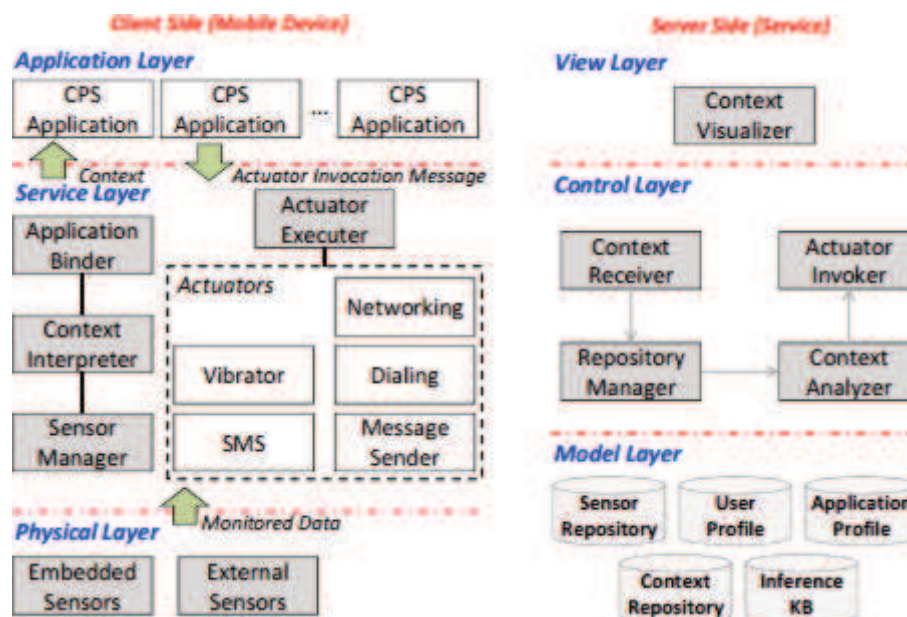 Client Side (Mobile Device)
Application Layer
CPS
Application
CPS
Application
...
CPS
Application
Context
Actuator Invocation Message
Service Layer
Application
Binder
Context
Interpreter
Sensor
Manager
Actuator
Executer
Actuators
Networking
Vibrator
Dialing
SMS
Message
Sender
Monitored Data
Physical Layer
Embedded
Sensors
External
Sensors
Server Side (Service)
View Layer
Context
Visualizer
Control Layer
Context
Receiver
Actuator
Invoker
Repository
Manager
Context
Analyzer
Model Layer
Sensor
Repository
User
Profile
Application
Profile
Context
Repository
Inference
KB